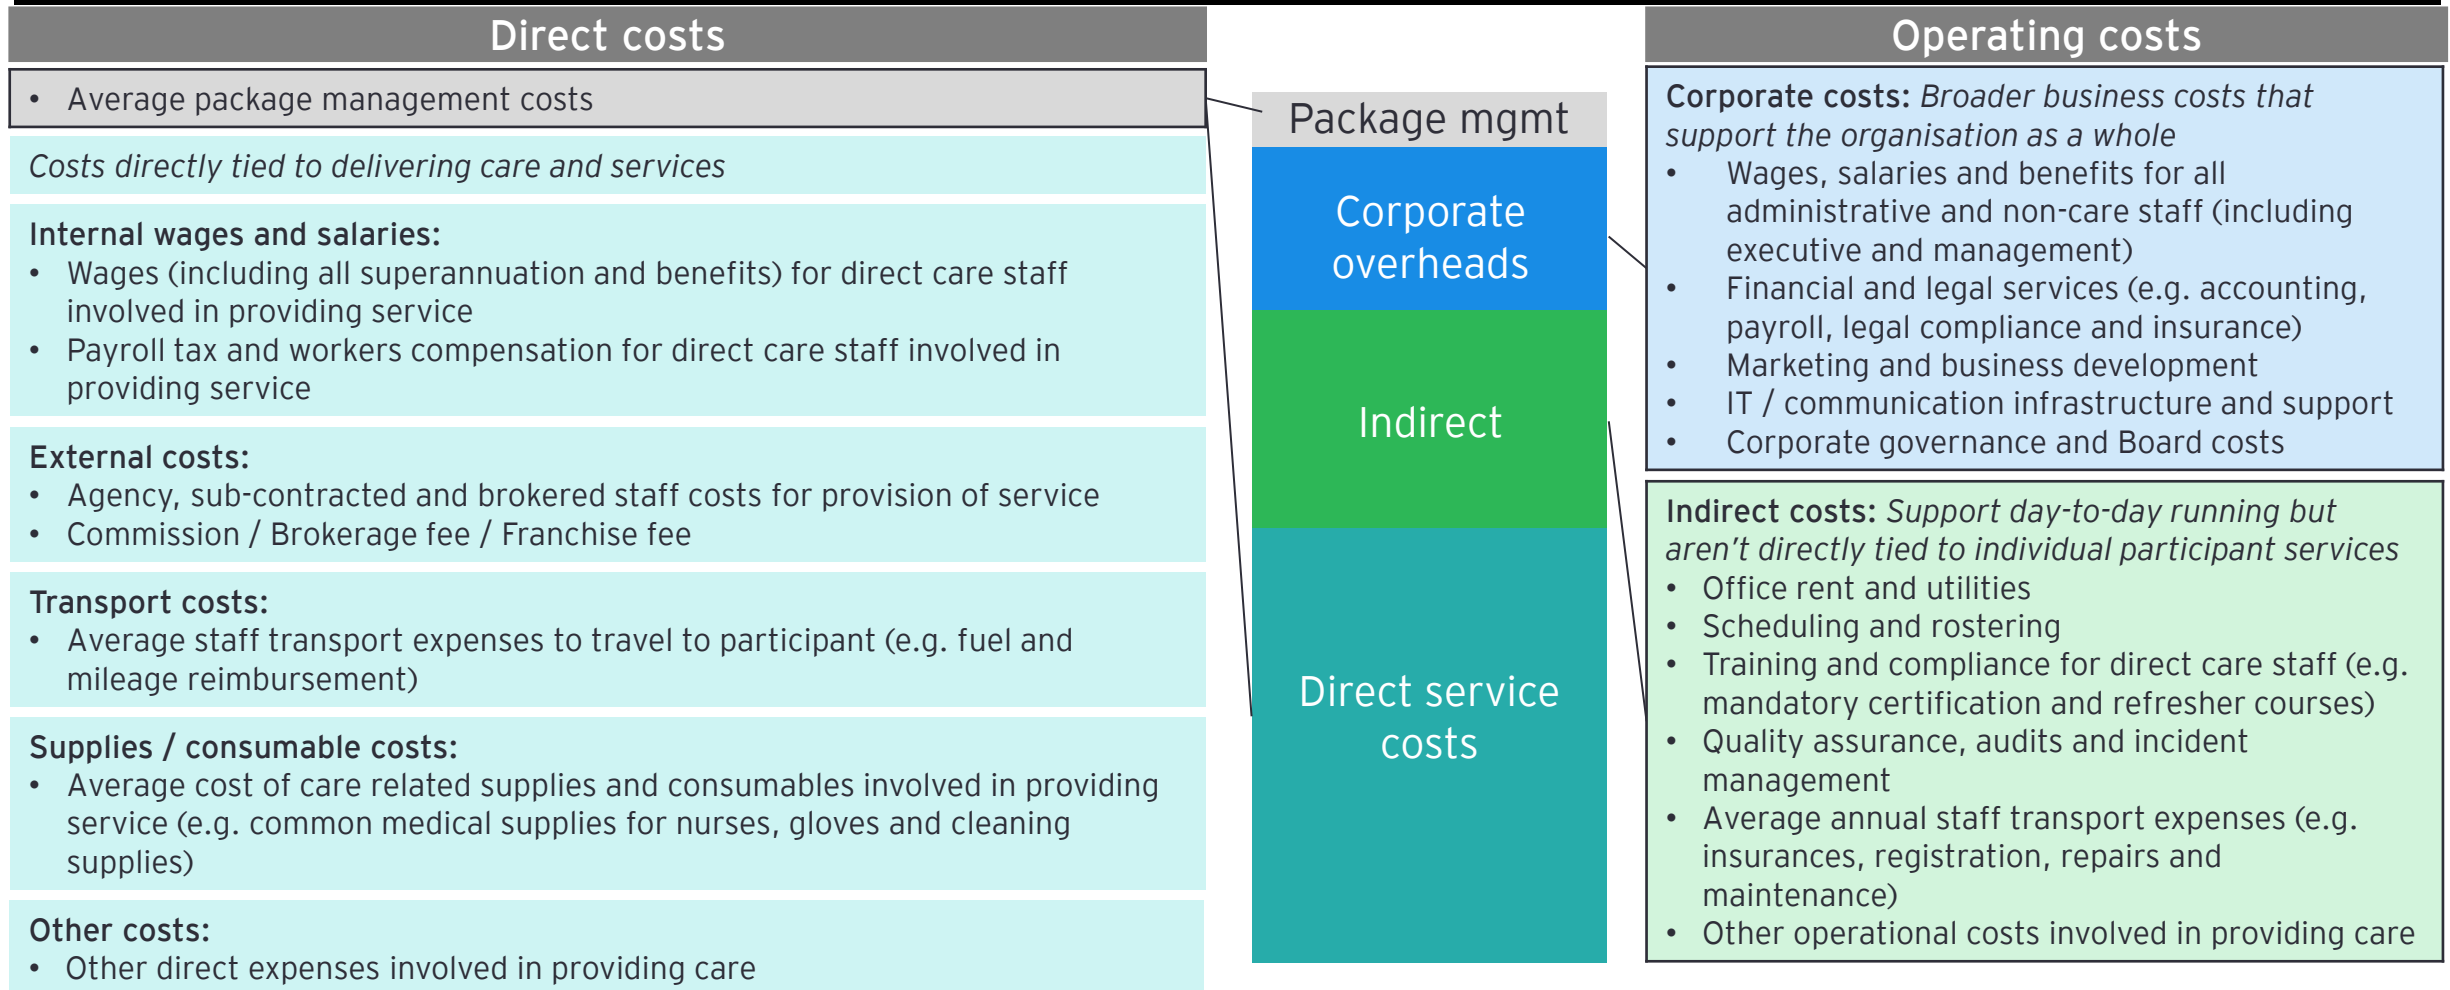 Direct costs
• Average package management costs
Costs directly tied to delivering care and services
Internal wages and salaries:
• Wages (including all superannuation and benefits) for direct care staff
involved in providing service
• Payroll tax and workers compensation for direct care staff involved in
providing service
External costs:
• Agency, sub-contracted and brokered staff costs for provision of service
• Commission / Brokerage fee / Franchise fee
Transport costs:
• Average staff transport expenses to travel to participant (e.g. fuel and
mileage reimbursement)
Supplies / consumable costs:
• Average cost of care related supplies and consumables involved in providing
service (e.g. common medical supplies for nurses, gloves and cleaning
supplies)
Other costs:
• Other direct expenses involved in providing care
Package mgmt
Corporate
overheads
Indirect
Direct service
costs
Operating costs
Corporate costs: Broader business costs that
support the organisation as a whole
• Wages, salaries and benefits for all
administrative and non-care staff (including
executive and management)
• Financial and legal services (e.g. accounting,
payroll, legal compliance and insurance)
• Marketing and business development
• IT / communication infrastructure and support
• Corporate governance and Board costs
Indirect costs: Support day-to-day running but
aren't directly tied to individual participant services
• Office rent and utilities
• Scheduling and rostering
• Training and compliance for direct care staff (e.g.
mandatory certification and refresher courses)
• Quality assurance, audits and incident
management
• Average annual staff transport expenses (e.g.
insurances, registration, repairs and
maintenance)
• Other operational costs involved in providing care